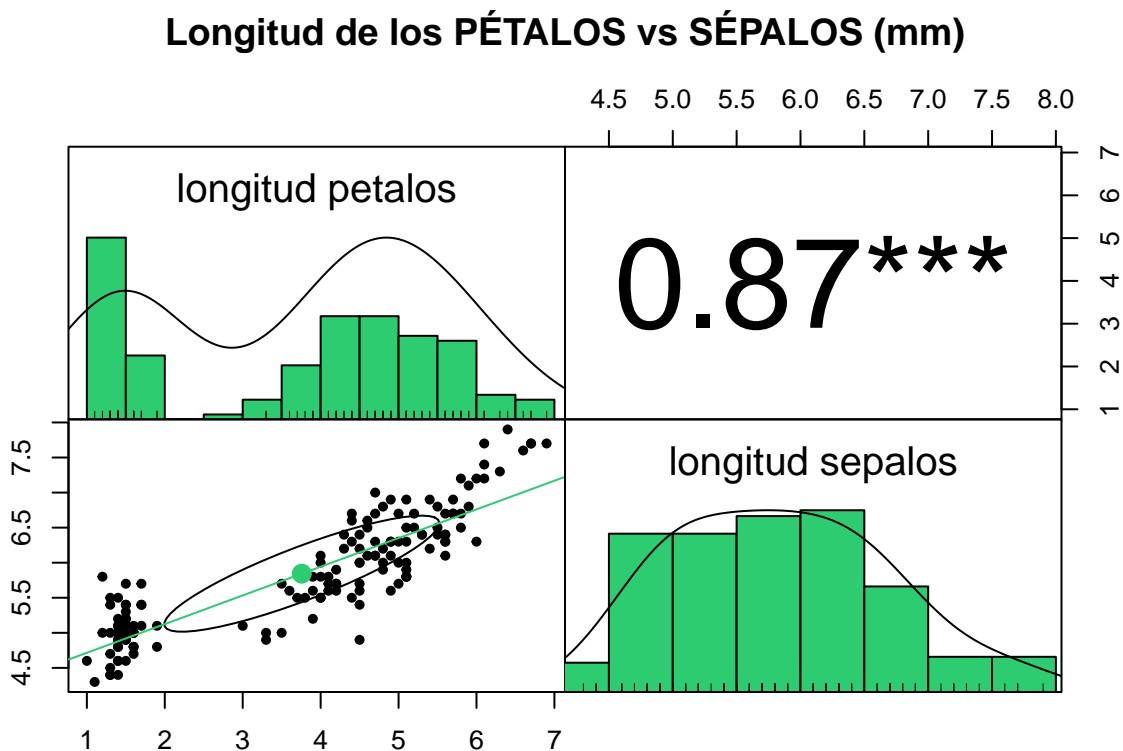 Longitud de los PÉTALOS vs SÉPALOS (mm)
4.5 5.0 5.5 6.0 6.5 7.0 7.5 8.0
longitud petalos
0.87***
7
6
5
4
3
2
1
longitud sepalos
7.5
6.5
5.5
4.5
1 2 3 4 5 6 7